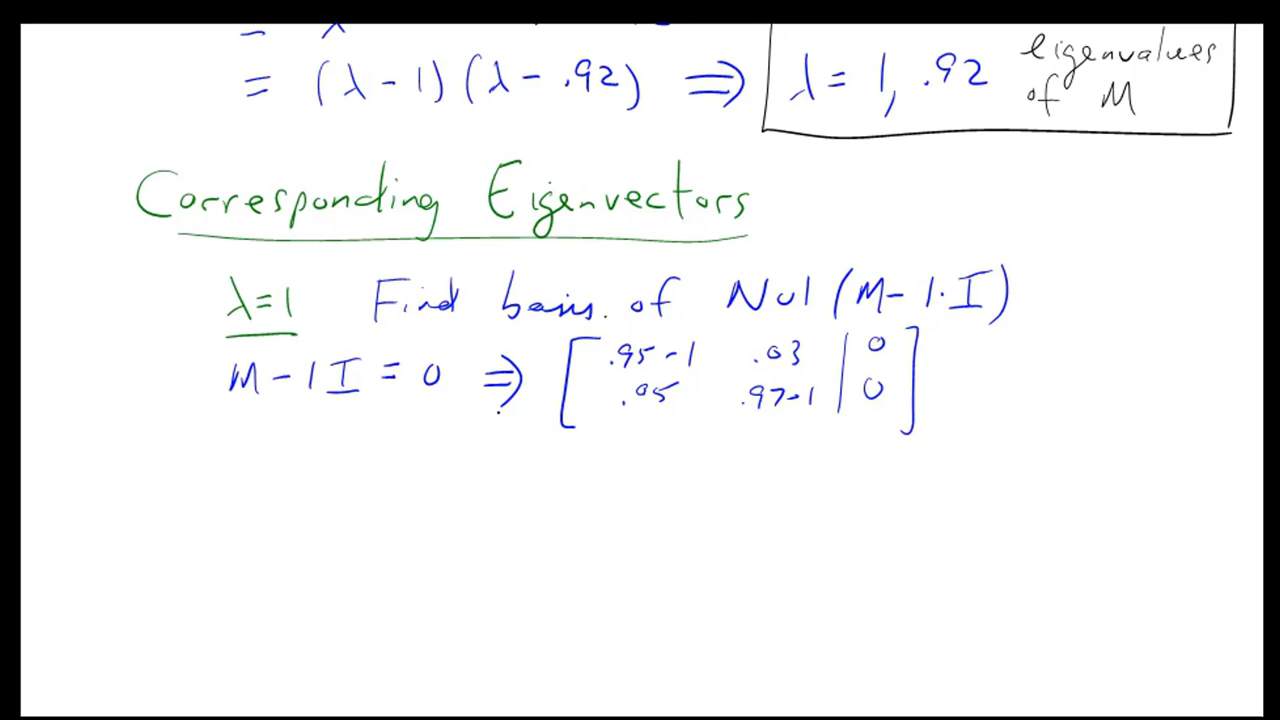 = (λ - 1)(λ - .92) ⟹ λ = 1, .92 eigenvalues of M
Corresponding Eigenvectors
λ=1 Find basis of Nul (M - 1·I)
M - 1I = 0 ⟹ [ .95-1 .03 | 0
.05 .97-1 | 0 ]